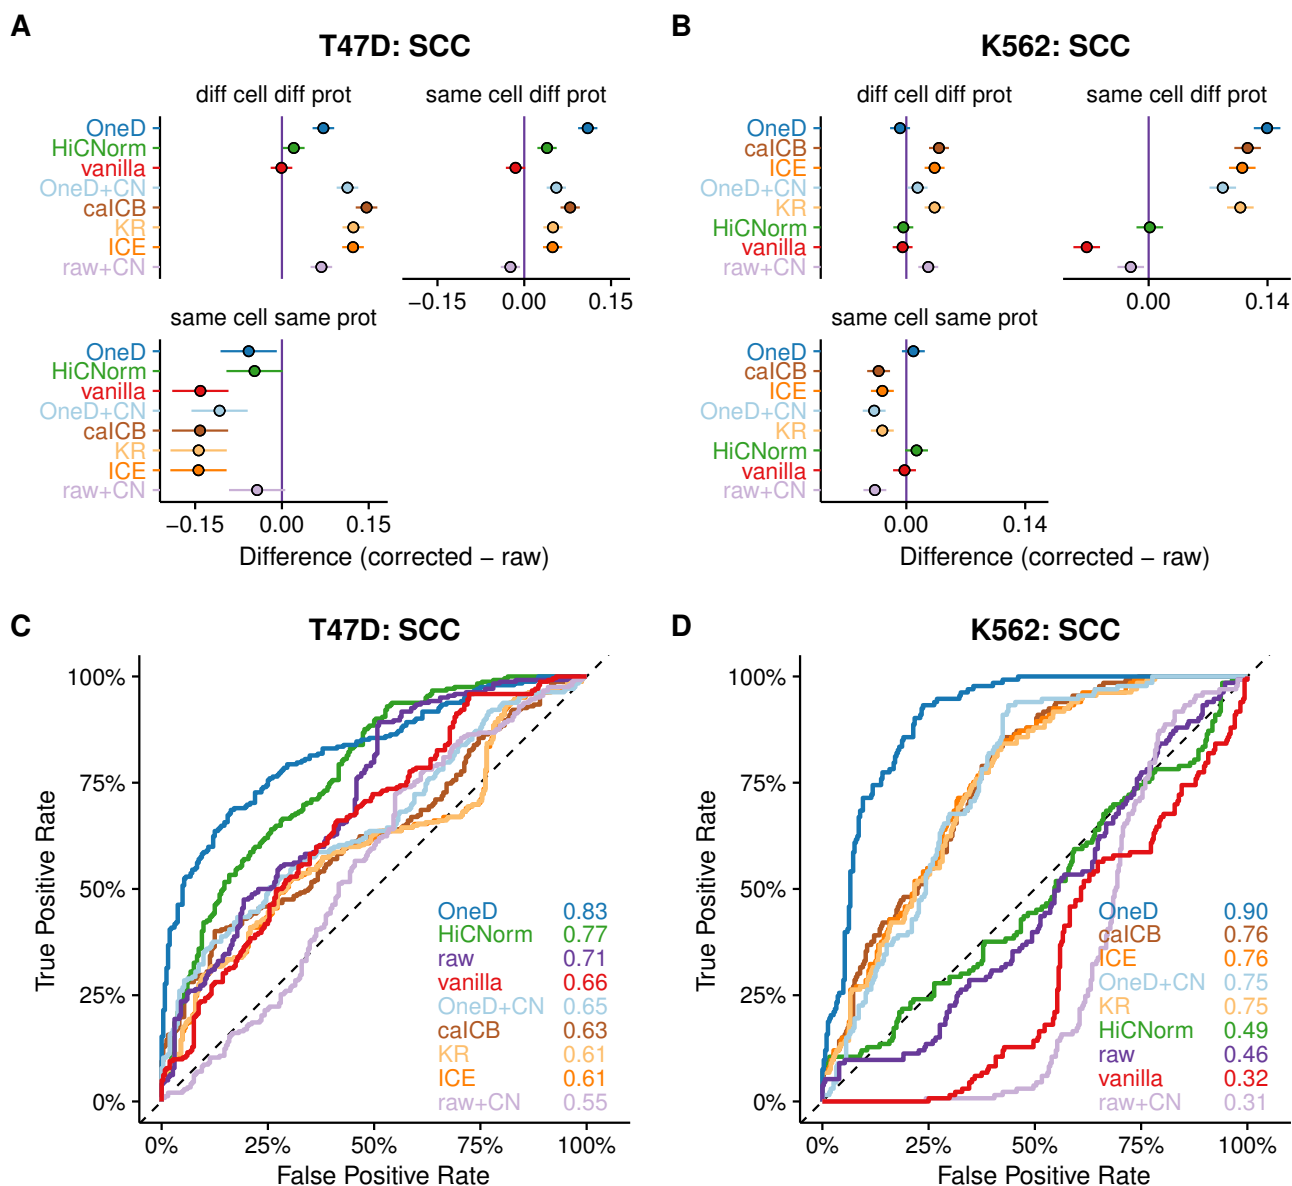 A
T47D: SCC
diff cell diff prot
same cell diff prot
OneD
HiCNorm
vanilla
OneD+CN
caICB
KR
ICE
raw+CN
−0.15 0.00 0.15
same cell same prot
OneD
HiCNorm
vanilla
OneD+CN
caICB
KR
ICE
raw+CN
−0.15 0.00 0.15
Difference (corrected − raw)
B
K562: SCC
diff cell diff prot
same cell diff prot
OneD
caICB
ICE
OneD+CN
KR
HiCNorm
vanilla
raw+CN
0.00 0.14
same cell same prot
OneD
caICB
ICE
OneD+CN
KR
HiCNorm
vanilla
raw+CN
0.00 0.14
Difference (corrected − raw)
C
T47D: SCC
True Positive Rate
100%
75%
50%
25%
0%
OneD 0.83
HiCNorm 0.77
raw 0.71
vanilla 0.66
OneD+CN 0.65
caICB 0.63
KR 0.61
ICE 0.61
raw+CN 0.55
0% 25% 50% 75% 100%
False Positive Rate
D
K562: SCC
True Positive Rate
100%
75%
50%
25%
0%
OneD 0.90
caICB 0.76
ICE 0.76
OneD+CN 0.75
KR 0.75
HiCNorm 0.49
raw 0.46
vanilla 0.32
raw+CN 0.31
0% 25% 50% 75% 100%
False Positive Rate